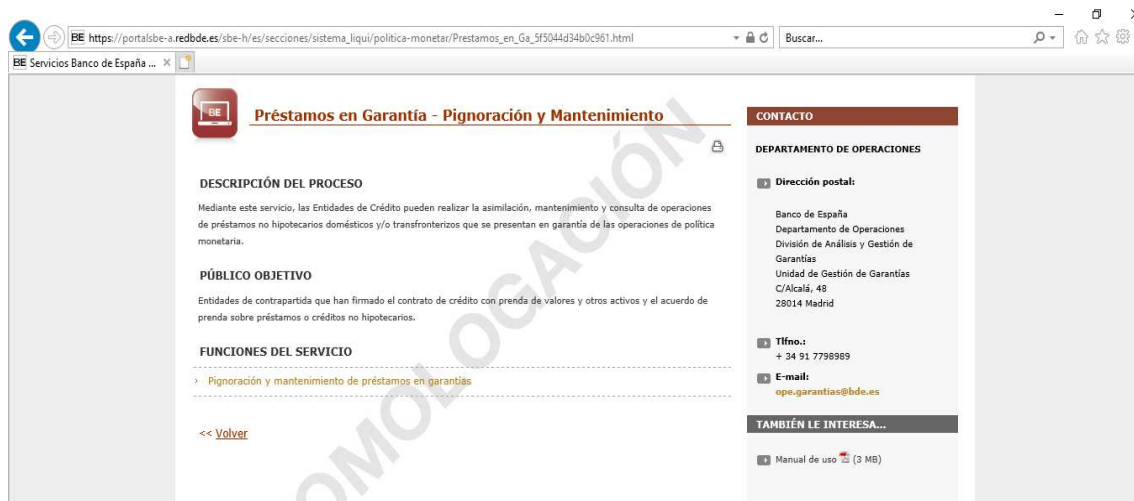 https://portalsbe-a.redbde.es/sbe-h/es/secciones/sistema_liqui/politica-monetar/Prestamos_en_Ga_5f5044d34b0c961.html
Buscar...
BE Servicios Banco de España ...
BE
Préstamos en Garantía - Pignoración y Mantenimiento
DESCRIPCIÓN DEL PROCESO
Mediante este servicio, las Entidades de Crédito pueden realizar la asimilación, mantenimiento y consulta de operaciones
de préstamos no hipotecarios domésticos y/o transfronterizos que se presentan en garantía de las operaciones de política
monetaria.
PÚBLICO OBJETIVO
Entidades de contrapartida que han firmado el contrato de crédito con prenda de valores y otros activos y el acuerdo de
prenda sobre préstamos o créditos no hipotecarios.
FUNCIONES DEL SERVICIO
Pignoración y mantenimiento de préstamos en garantías
<< Volver
CONTACTO
DEPARTAMENTO DE OPERACIONES
Dirección postal:
Banco de España
Departamento de Operaciones
División de Análisis y Gestión de
Garantías
Unidad de Gestión de Garantías
C/Alcalá, 48
28014 Madrid
Tlfno.:
+ 34 91 7798989
E-mail:
ope.garantias@bde.es
TAMBIÉN LE INTERESA...
Manual de uso (3 MB)
OMOLOGACIÓN